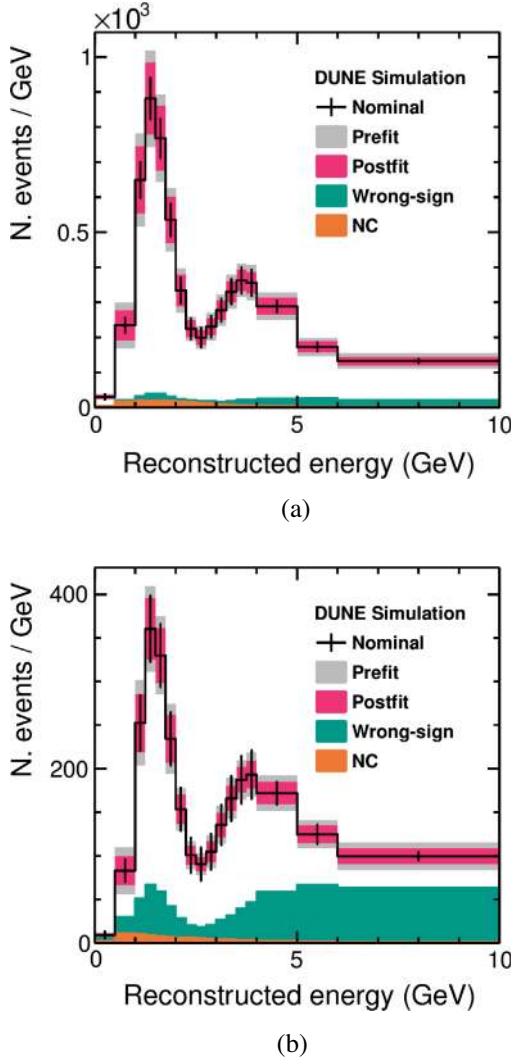 ×10³
1
0.5
0
N. events / GeV
DUNE Simulation
Nominal
Prefit
Postfit
Wrong-sign
NC
0 5 10
Reconstructed energy (GeV)
(a)
400
200
0
N. events / GeV
DUNE Simulation
Nominal
Prefit
Postfit
Wrong-sign
NC
0 5 10
Reconstructed energy (GeV)
(b)